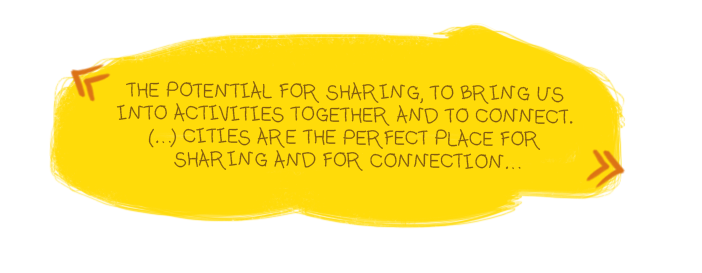 « THE POTENTIAL FOR SHARING, TO BRING US
INTO ACTIVITIES TOGETHER AND TO CONNECT.
(...) CITIES ARE THE PERFECT PLACE FOR
SHARING AND FOR CONNECTION... »